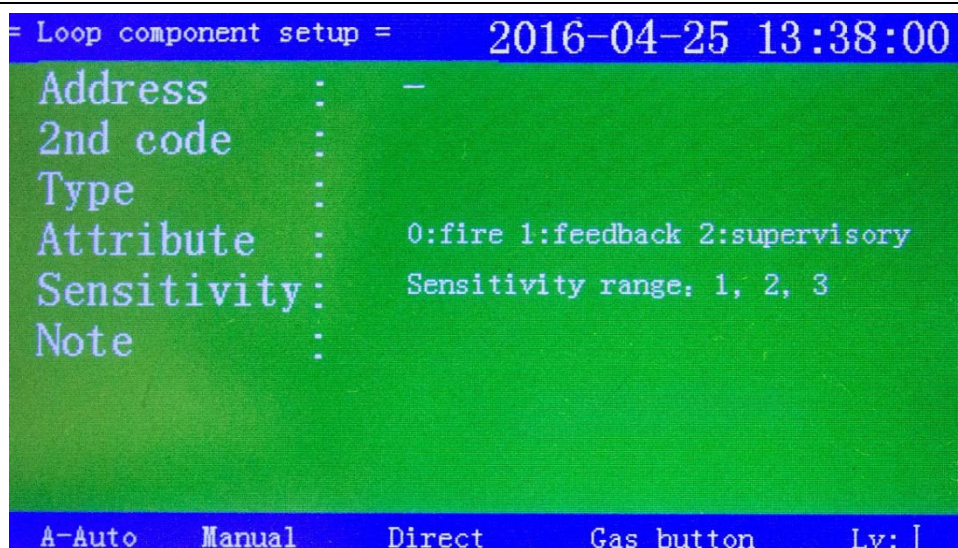 = Loop component setup = 2016-04-25 13:38:00
Address : -
2nd code :
Type :
Attribute : 0:fire 1:feedback 2:supervisory
Sensitivity: Sensitivity range: 1, 2, 3
Note :
A-Auto Manual Direct Gas button Lv: